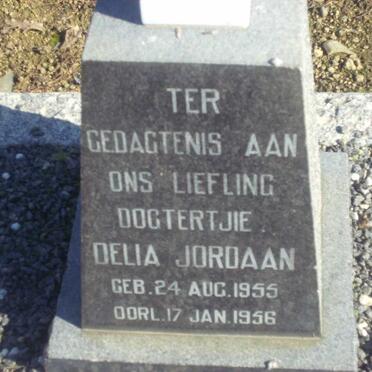 TER
GEDAGTENIS AAN
ONS LIEFLING
DOGTERTJIE
DELIA JORDAAN
GEB. 24 AUG. 1955
OORL. 17 JAN. 1956